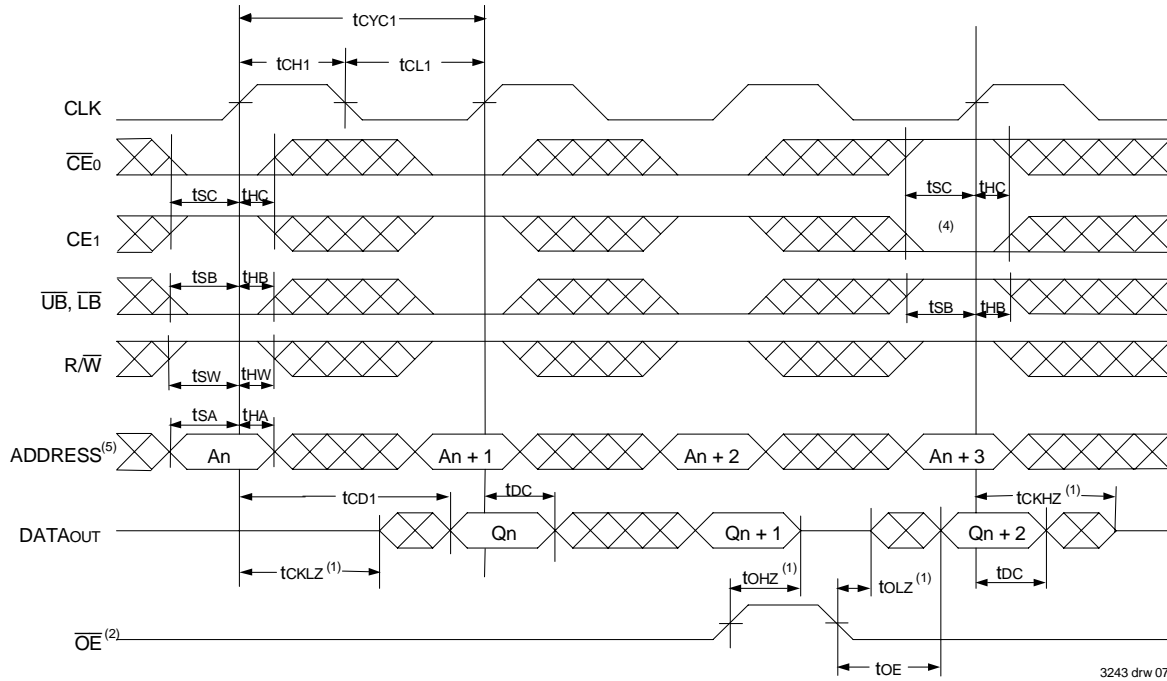 tCYC1
tCH1 tCL1
CLK
CE0
tSC tHC tSC tHC
CE1 (4)
tSB tHB
UB, LB
tSB tHB
R/W
tSW tHW
tSA tHA
ADDRESS(5) An An + 1 An + 2 An + 3
tCD1 tDC tCKHZ (1)
DATAOUT Qn Qn + 1 Qn + 2
tCKLZ (1) tOHZ (1) tOLZ (1) tDC
OE (2)
tOE
3243 drw 07